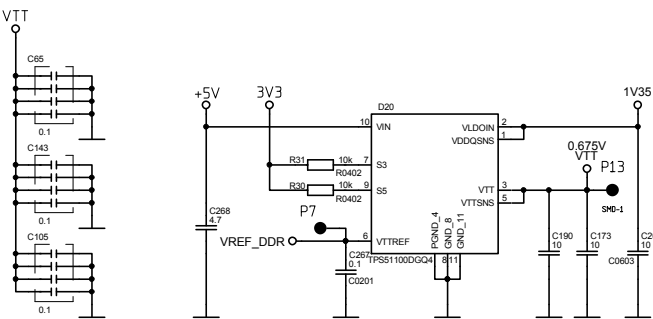 VTT
C65
0.1
C143
0.1
C105
0.1
+5V
3V3
D20
1V35
10 VIN
VLDOIN 2
VDDQSNS 1
0.675V
VTT
P13
SMD-1
R31 10k 7 S3
R0402
R30 10k 9 S5
R0402
VTT 3
VTTSNS 5
C268
4.7
P7
VREF_DDR
6 VTTREF
PGND_4
GND_8
GND_11
TPS51100DGQ4
4 8 11
C267
0.1
C0201
C190
10
C173
10
10
C0603